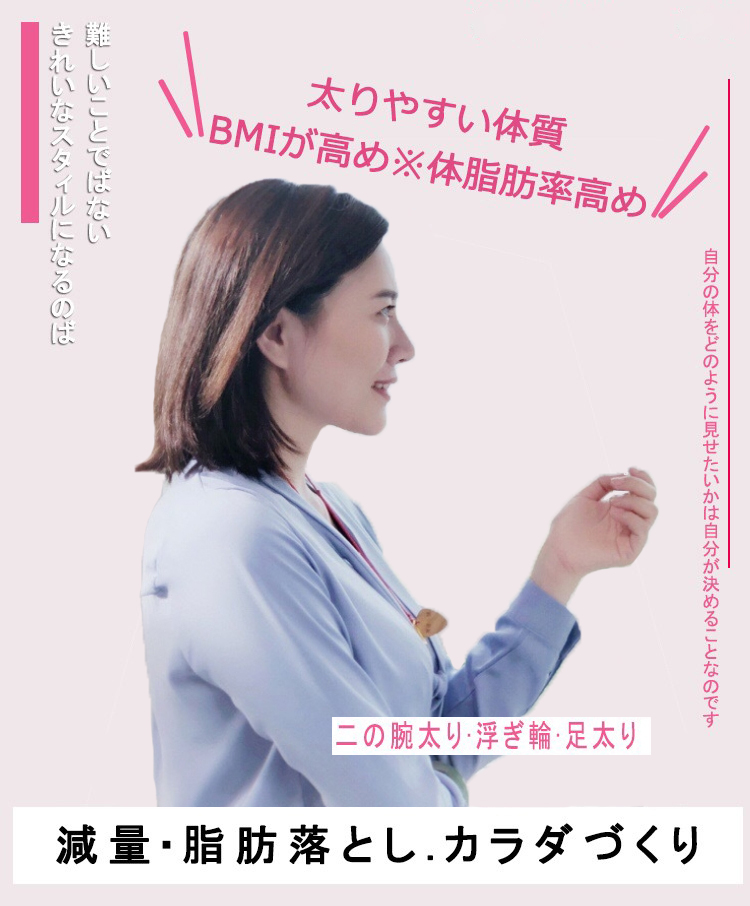 難しいことではない
きれいなスタイルになるのは
太りやすい体質
BMIが高め※体脂肪率高め
自分の体をどのように見せたいかは自分が決めることなのです
二の腕太り·浮ぎ輪·足太り
減量·脂肪落とし.カラダづくり